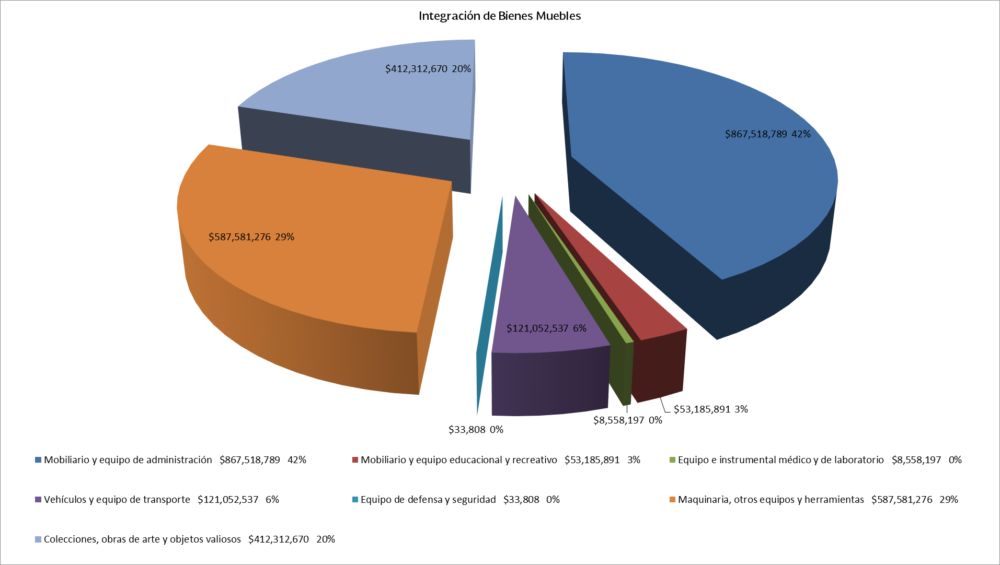 Integración de Bienes Muebles
$412,312,670 20%
$867,518,789 42%
$587,581,276 29%
$121,052,537 6%
$53,185,891 3%
$8,558,197 0%
$33,808 0%
Mobiliario y equipo de administración $867,518,789 42%
Mobiliario y equipo educacional y recreativo $53,185,891 3%
Equipo e instrumental médico y de laboratorio $8,558,197 0%
Vehículos y equipo de transporte $121,052,537 6%
Equipo de defensa y seguridad $33,808 0%
Maquinaria, otros equipos y herramientas $587,581,276 29%
Colecciones, obras de arte y objetos valiosos $412,312,670 20%